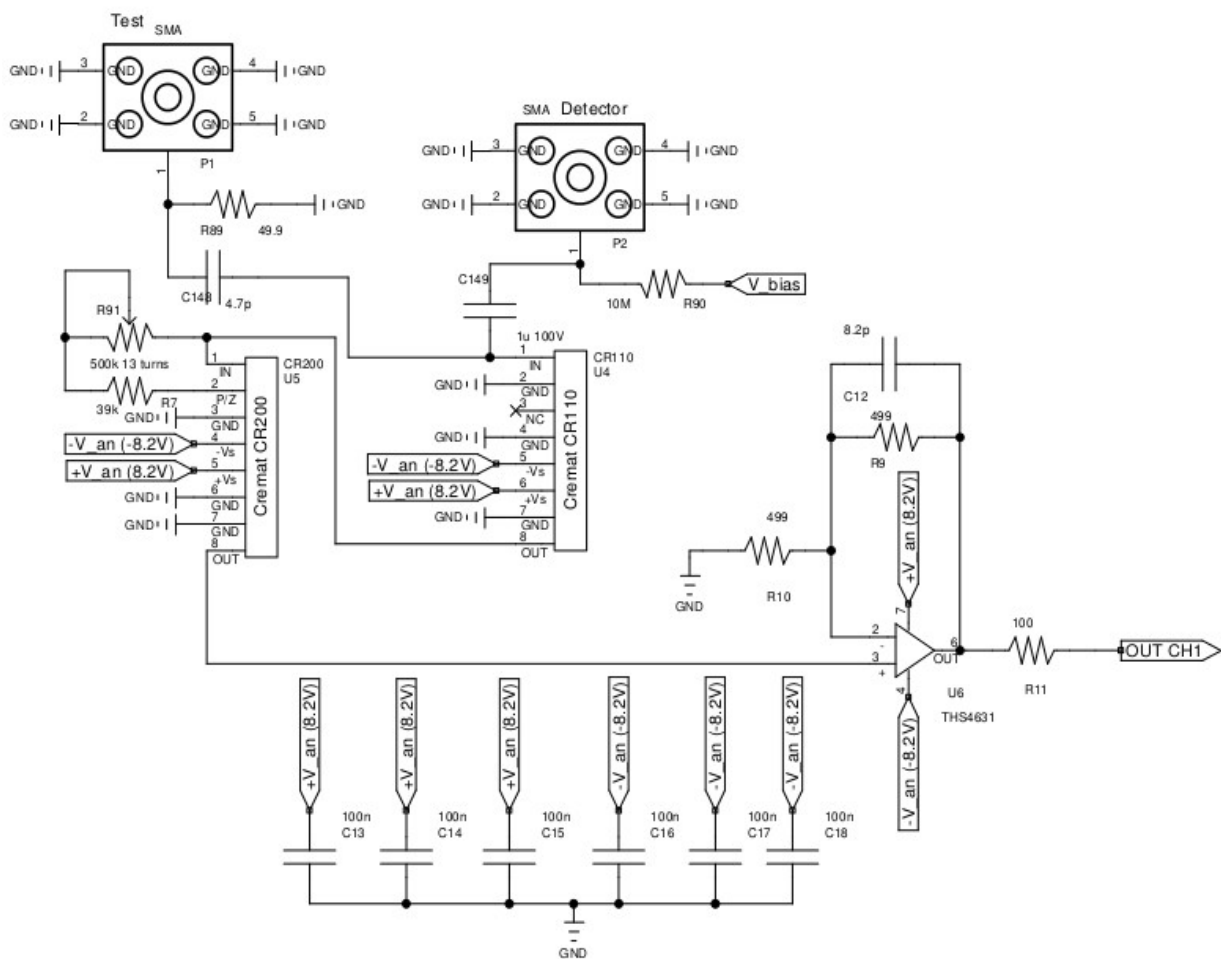 Test
SMA
GND 3 GND GND 4 GND
GND 2 GND GND 5 GND
1 P1
R89 49.9 GND
C148 4.7p
SMA Detector
GND 3 GND GND 4 GND
GND 2 GND GND 5 GND
1 P2
C149
10M R90 V_bias
1u 100V
R91
500k 13 turns
39k R7
CR200
U5
Cremat CR200
1 IN
2 P/Z
GND 3 GND
-V_an (-8.2V) 4 -Vs
+V_an (8.2V) 5 +Vs
GND 6 GND
GND 7 GND
8 OUT
CR110
U4
Cremat CR110
1 IN
GND 2 GND
3 NC
GND 4 GND
-V_an (-8.2V) 5 -Vs
+V_an (8.2V) 6 +Vs
GND 7 GND
8 OUT
8.2p
C12
499
R9
499
R10
GND
+V_an (8.2V)
7
2 -
3 +
6 OUT
4
-V_an (-8.2V)
U6
THS4631
100
R11
OUT CH1
+V_an (8.2V) +V_an (8.2V) +V_an (8.2V) -V_an (-8.2V) -V_an (-8.2V) -V_an (-8.2V)
100n 100n 100n 100n 100n 100n
C13 C14 C15 C16 C17 C18
GND